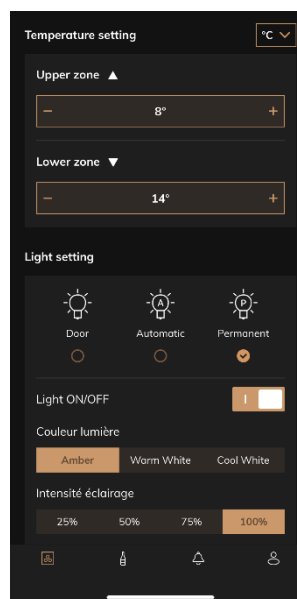 Temperature setting °C
Upper zone ▲
− 8° +
Lower zone ▼
− 14° +
Light setting
A P
Door Automatic Permanent
Light ON/OFF I
Couleur lumière
Amber Warm White Cool White
Intensité éclairage
25% 50% 75% 100%